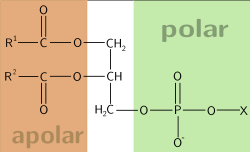 polar
O
R¹—C—O—CH₂
O
R²—C—O—CH
O
H₂C—O—P—O—X
O⁻
apolar